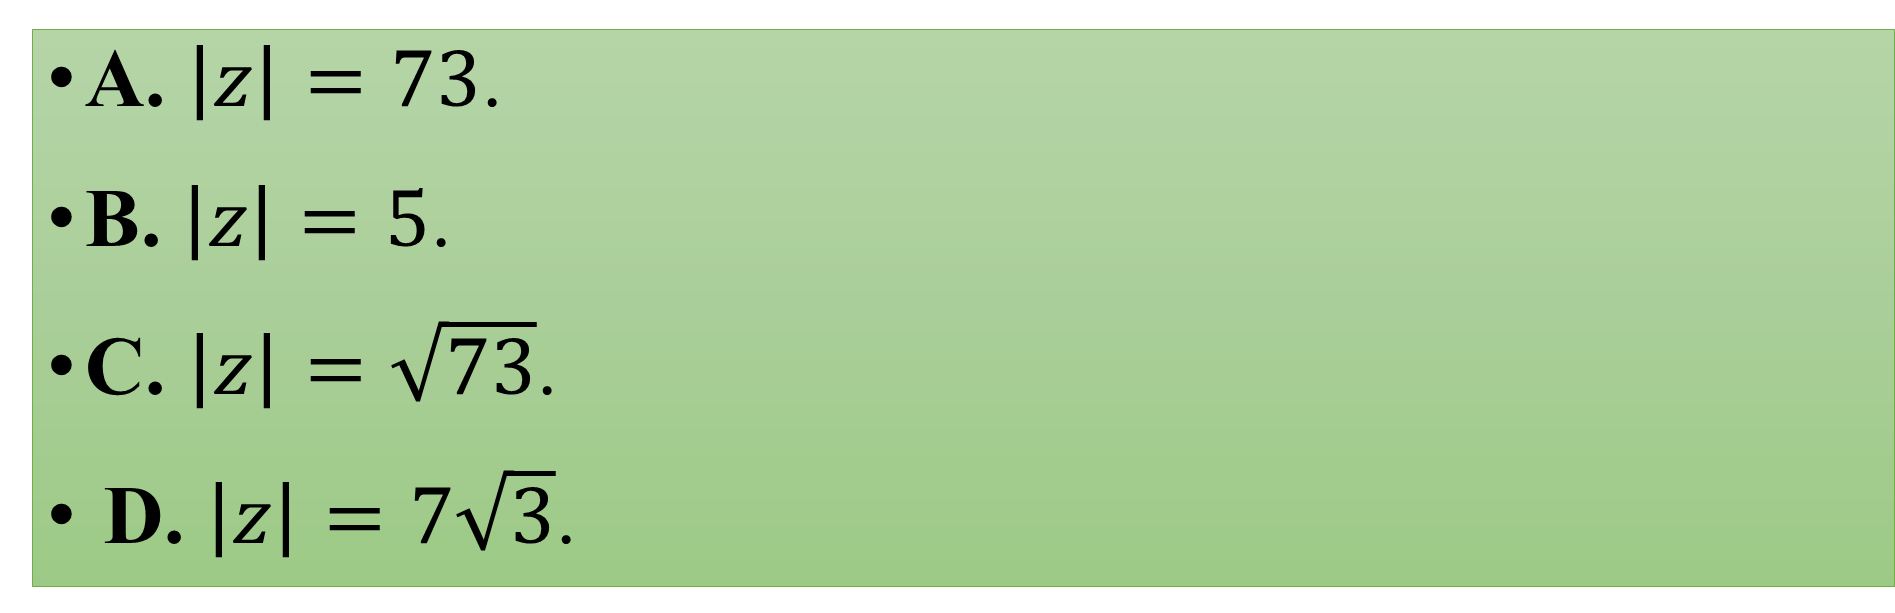 • A. |z| = 73.
• B. |z| = 5.
• C. |z| = √73.
• D. |z| = 7√3.